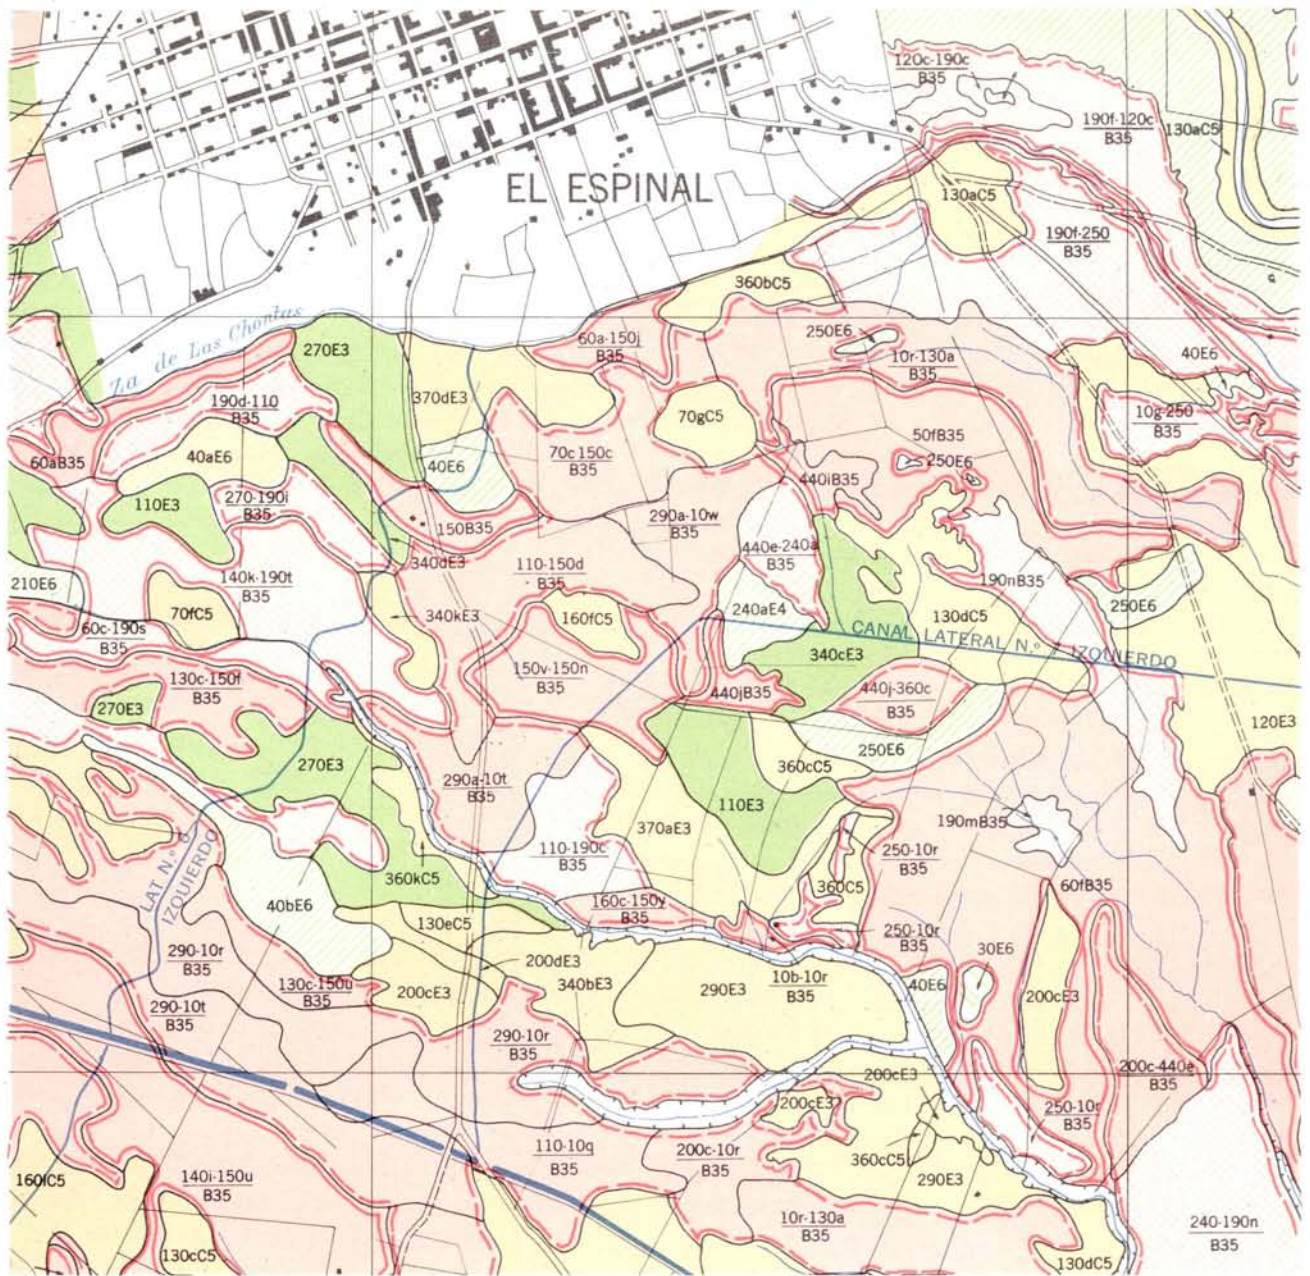 120c-190c
B35
190f-120c
B35
130aC5
EL ESPINAL
130aC5
190f-250
B35
360bC5
Za de Las Chontas
270E3
250E6
60a-150j
B35
10r-130a
B35
40E6
370dE3
190d-110
B35
70gC5
10g-250
B35
50fB35
40aE6
60aB35
70c-150c
B35
40E6
250E6
440iB35
110E3
270-190i
B35
290a-10w
B35
150B35
440e-240a
B35
340dE3
110-150d
B35
190nB35
210E6
140k-190t
B35
250E6
70fC5
340kE3
160fC5
240aE4
130dC5
60c-190s
B35
CANAL LATERAL N.º 7 IZQUIERDO
340cE3
130c-150f
B35
150v-150n
B35
440jB35
440j-360c
B35
270E3
120E3
250E6
270E3
360cC5
290a-10t
B35
110E3
370aE3
190mB35
LAT N.º 6
IZQUIERDO
110-190c
B35
250-10r
B35
360kC5
360C5
60fB35
40bE6
160c-150y
B35
130eC5
250-10r
B35
290-10r
B35
30E6
200dE3
130c-150u
B35
200cE3
340bE3
290E3
10b-10r
B35
40E6
200cE3
290-10t
B35
290-10r
B35
200cE3
200c-440e
B35
200cE3
250-10r
B35
110-10q
B35
200c-10r
B35
360cC5
290E3
160fC5
140i-150u
B35
10r-130a
B35
240-190n
B35
130cC5
130dC5